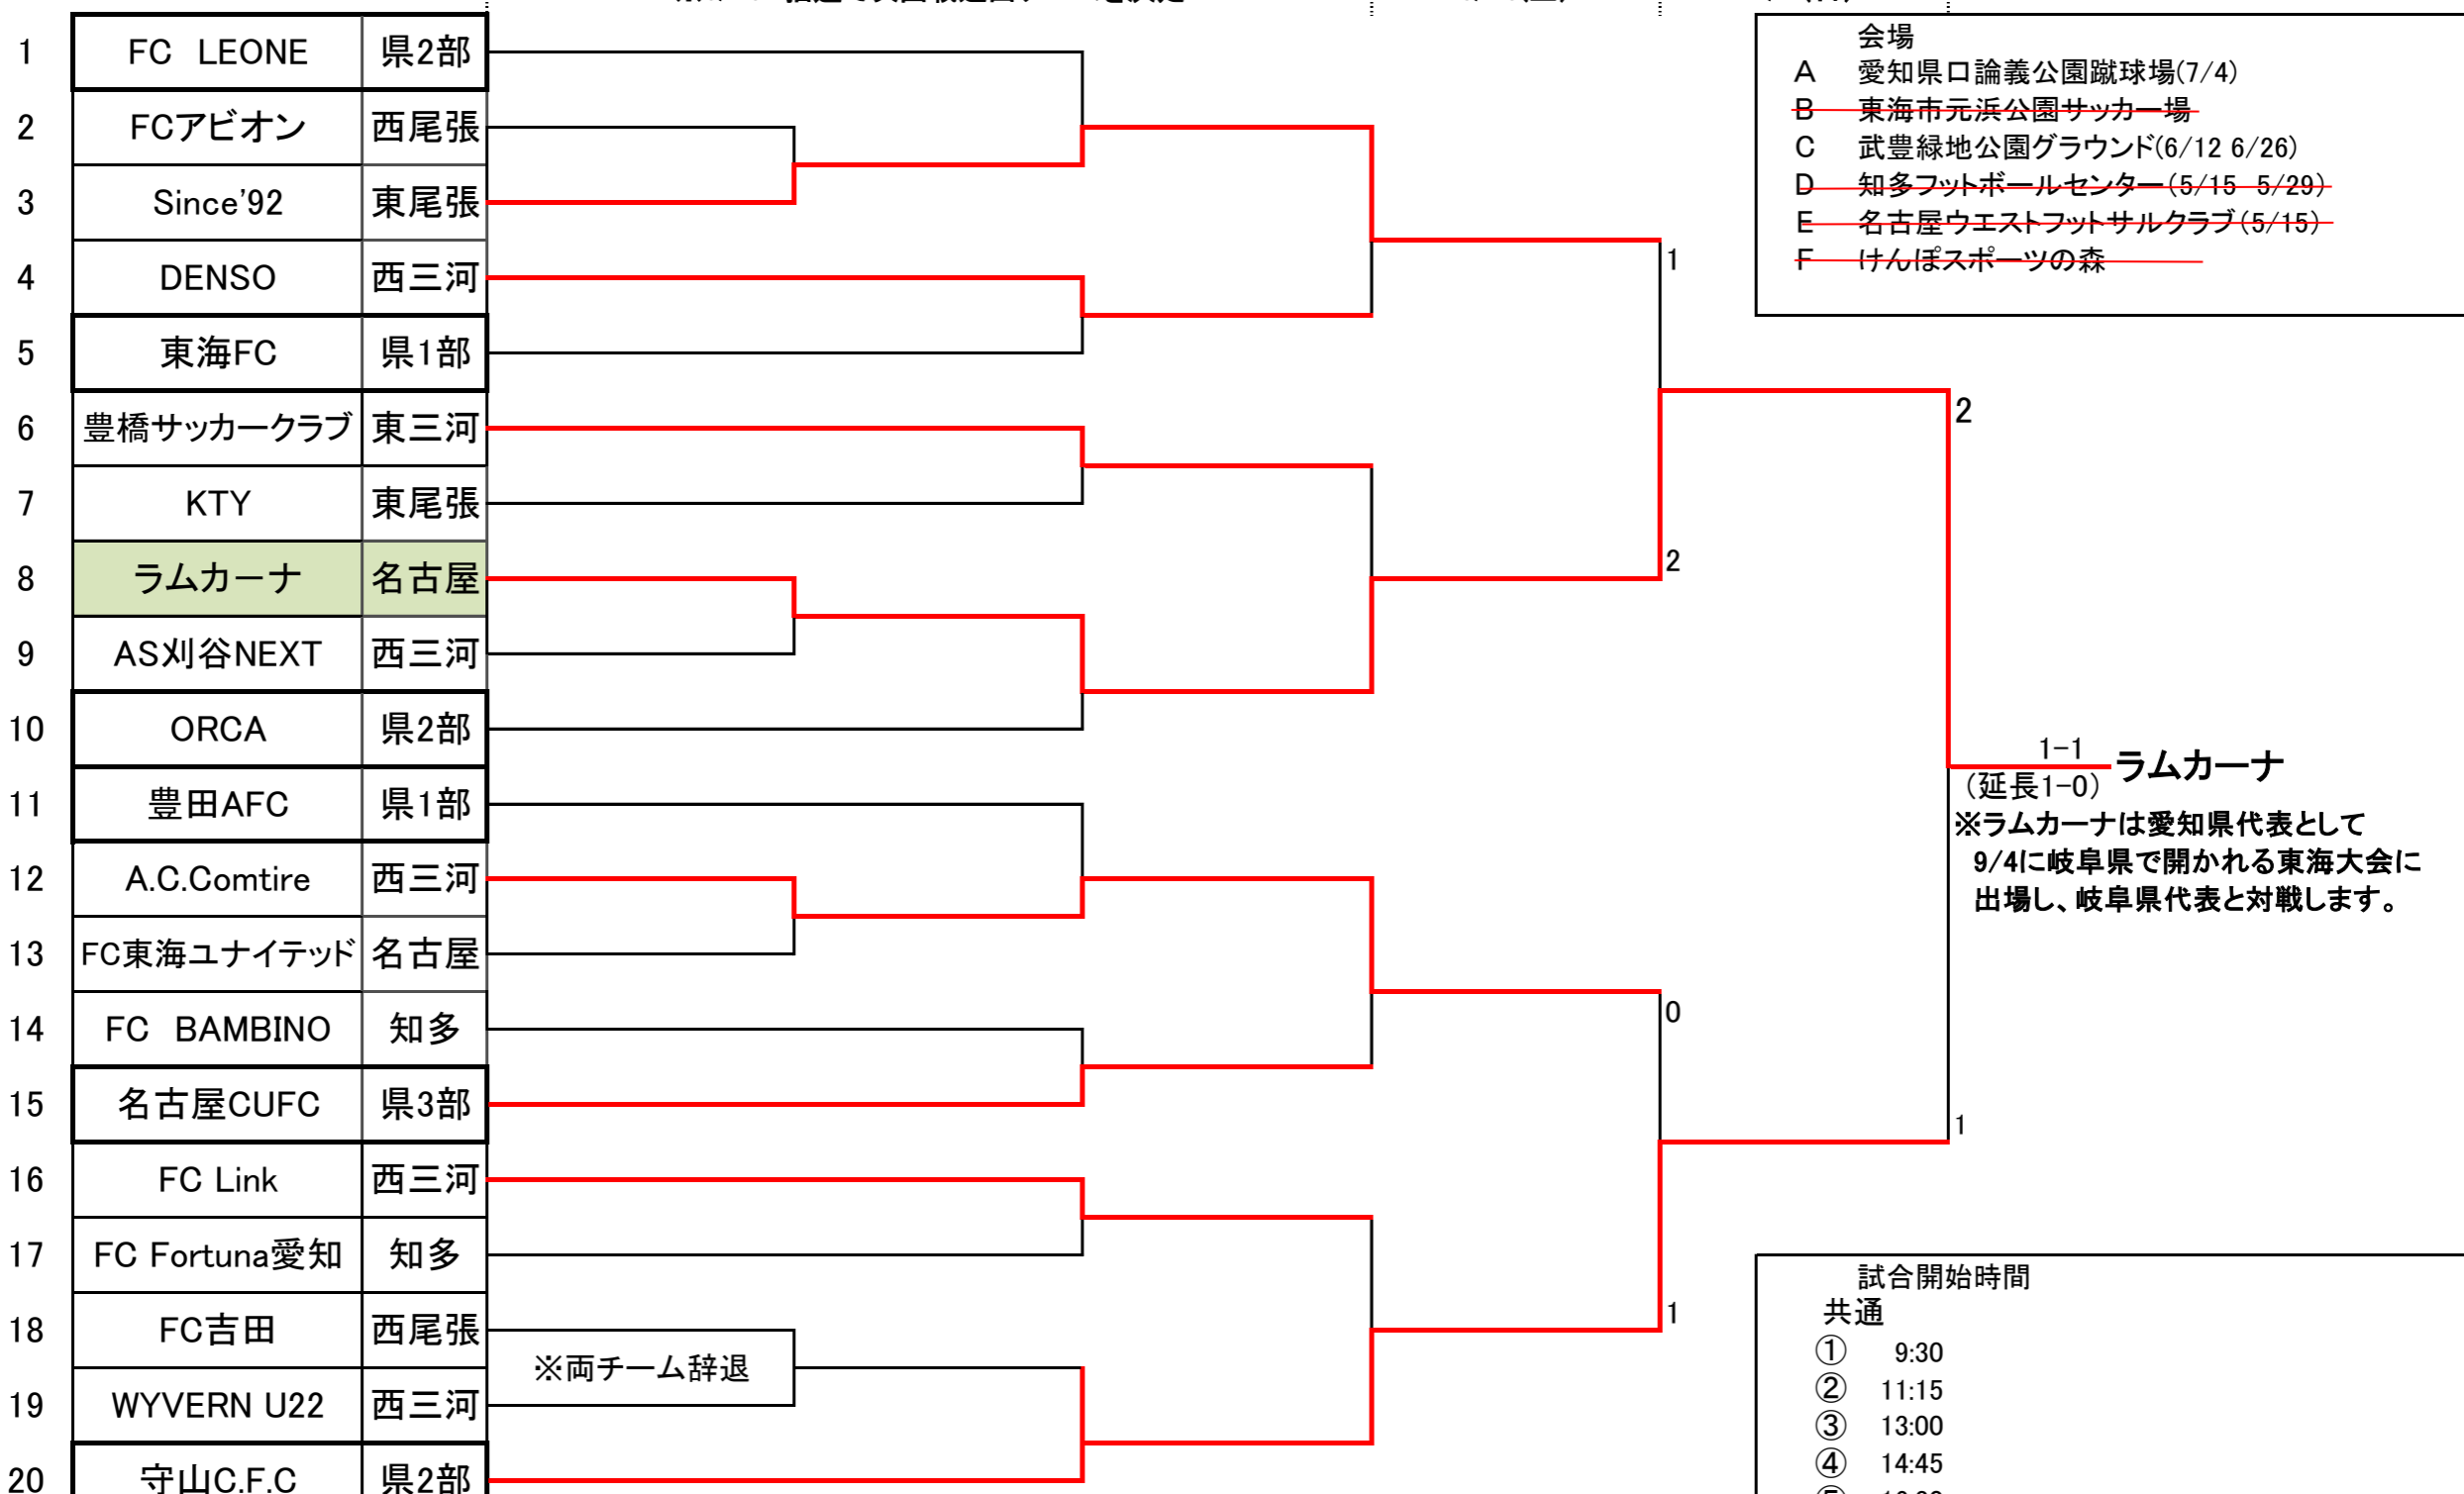 1 FC LEONE 県2部
2 FCアビオン 西尾張
3 Since'92 東尾張
4 DENSO 西三河
5 東海FC 県1部
6 豊橋サッカークラブ 東三河
7 KTY 東尾張
8 ラムカーナ 名古屋
9 AS刈谷NEXT 西三河
10 ORCA 県2部
11 豊田AFC 県1部
12 A.C.Comtire 西三河
13 FC東海ユナイテッド 名古屋
14 FC BAMBINO 知多
15 名古屋CUFC 県3部
16 FC Link 西三河
17 FC Fortuna愛知 知多
18 FC吉田 西尾張
※両チーム辞退
19 WYVERN U22 西三河
20 守山C.F.C 県2部
1
2
0
1
2
1
1-1
(延長1-0)
ラムカーナ
※ラムカーナは愛知県代表として
9/4に岐阜県で開かれる東海大会に
出場し、岐阜県代表と対戦します。
会場
A 愛知県口論義公園蹴球場(7/4)
B 東海市元浜公園サッカー場
C 武豊緑地公園グラウンド(6/12 6/26)
D 知多フットボールセンター(5/15 5/29)
E 名古屋ウエストフットサルクラブ(5/15)
F けんぽスポーツの森
試合開始時間
共通
① 9:30
② 11:15
③ 13:00
④ 14:45